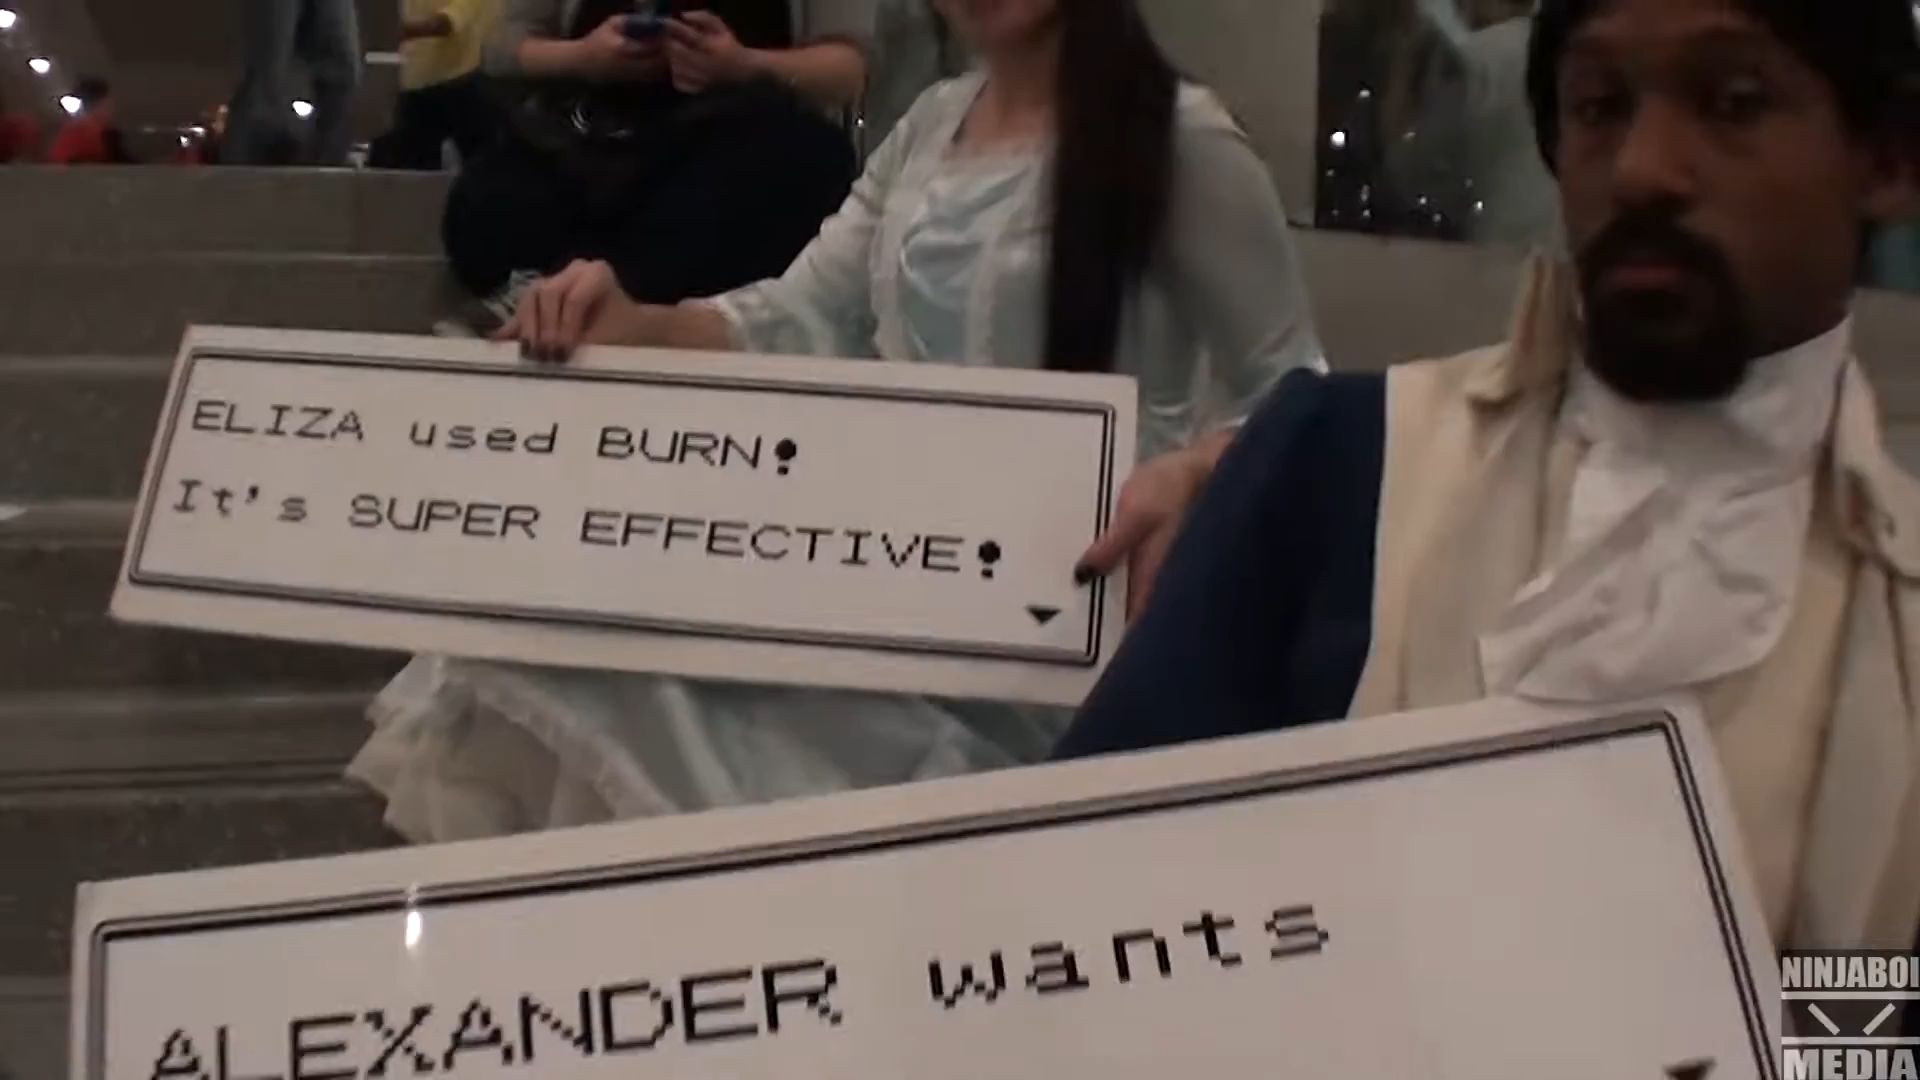 ELIZA used BURN!
It's SUPER EFFECTIVE!
ALEXANDER wants
NINJABOI
MEDIA